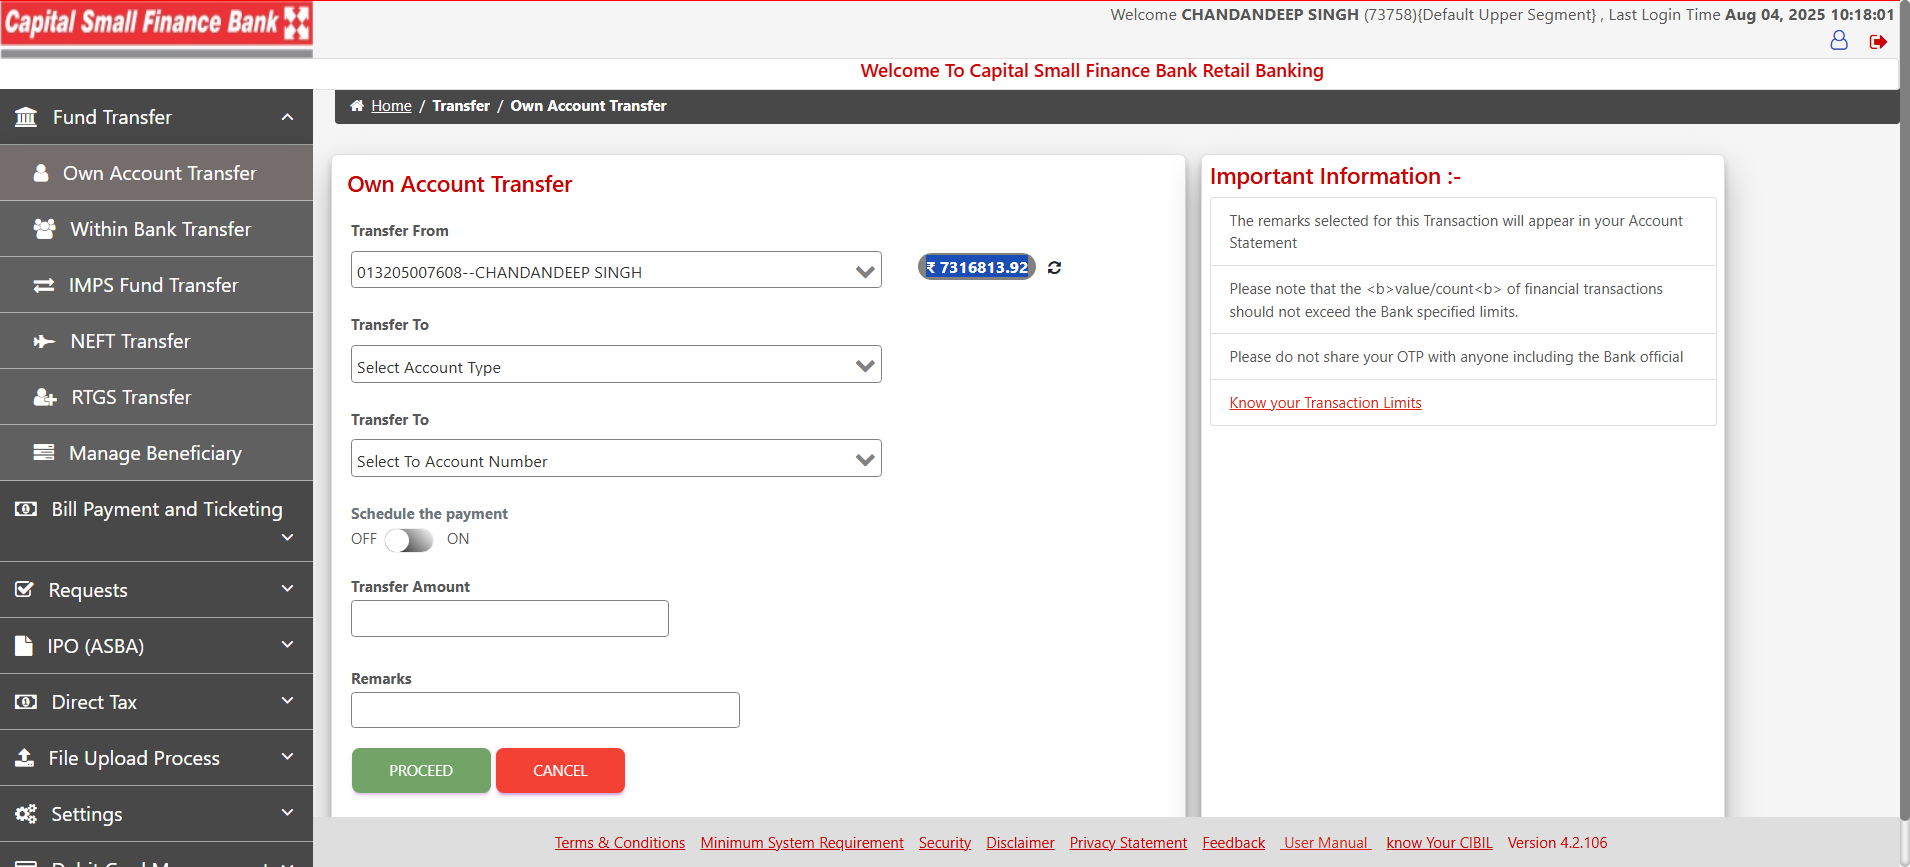 Capital Small Finance Bank
Welcome CHANDANDEEP SINGH (73758){Default Upper Segment} , Last Login Time Aug 04, 2025 10:18:01
Welcome To Capital Small Finance Bank Retail Banking
Fund Transfer
Own Account Transfer
Within Bank Transfer
IMPS Fund Transfer
NEFT Transfer
RTGS Transfer
Manage Beneficiary
Bill Payment and Ticketing
Requests
IPO (ASBA)
Direct Tax
File Upload Process
Settings
Home / Transfer / Own Account Transfer
Own Account Transfer
Transfer From
013205007608--CHANDANDEEP SINGH
₹ 7316813.92
Transfer To
Select Account Type
Transfer To
Select To Account Number
Schedule the payment
OFF ON
Transfer Amount
Remarks
PROCEED CANCEL
Important Information :-
The remarks selected for this Transaction will appear in your Account
Statement
Please note that the <b>value/count<b> of financial transactions
should not exceed the Bank specified limits.
Please do not share your OTP with anyone including the Bank official
Know your Transaction Limits
Terms & Conditions Minimum System Requirement Security Disclaimer Privacy Statement Feedback User Manual know Your CIBIL Version 4.2.106